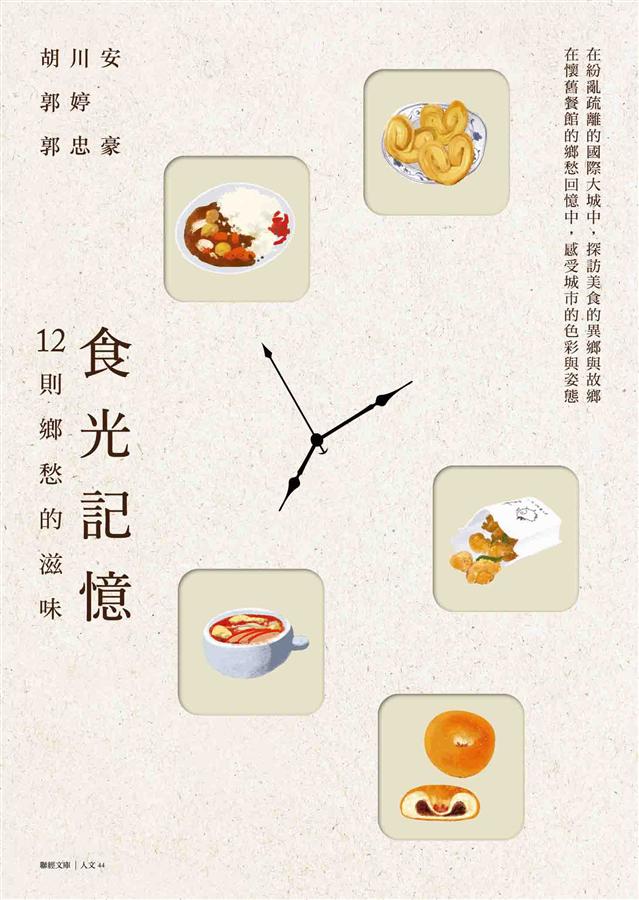 在紛亂疏離的國際大城中，探訪美食的異鄉與故鄉
在懷舊餐館的鄉愁回憶中，感受城市的色彩與姿態
胡川安
郭婷
郭忠豪
食光記憶
12則鄉愁的滋味
聯經文庫｜人文 44